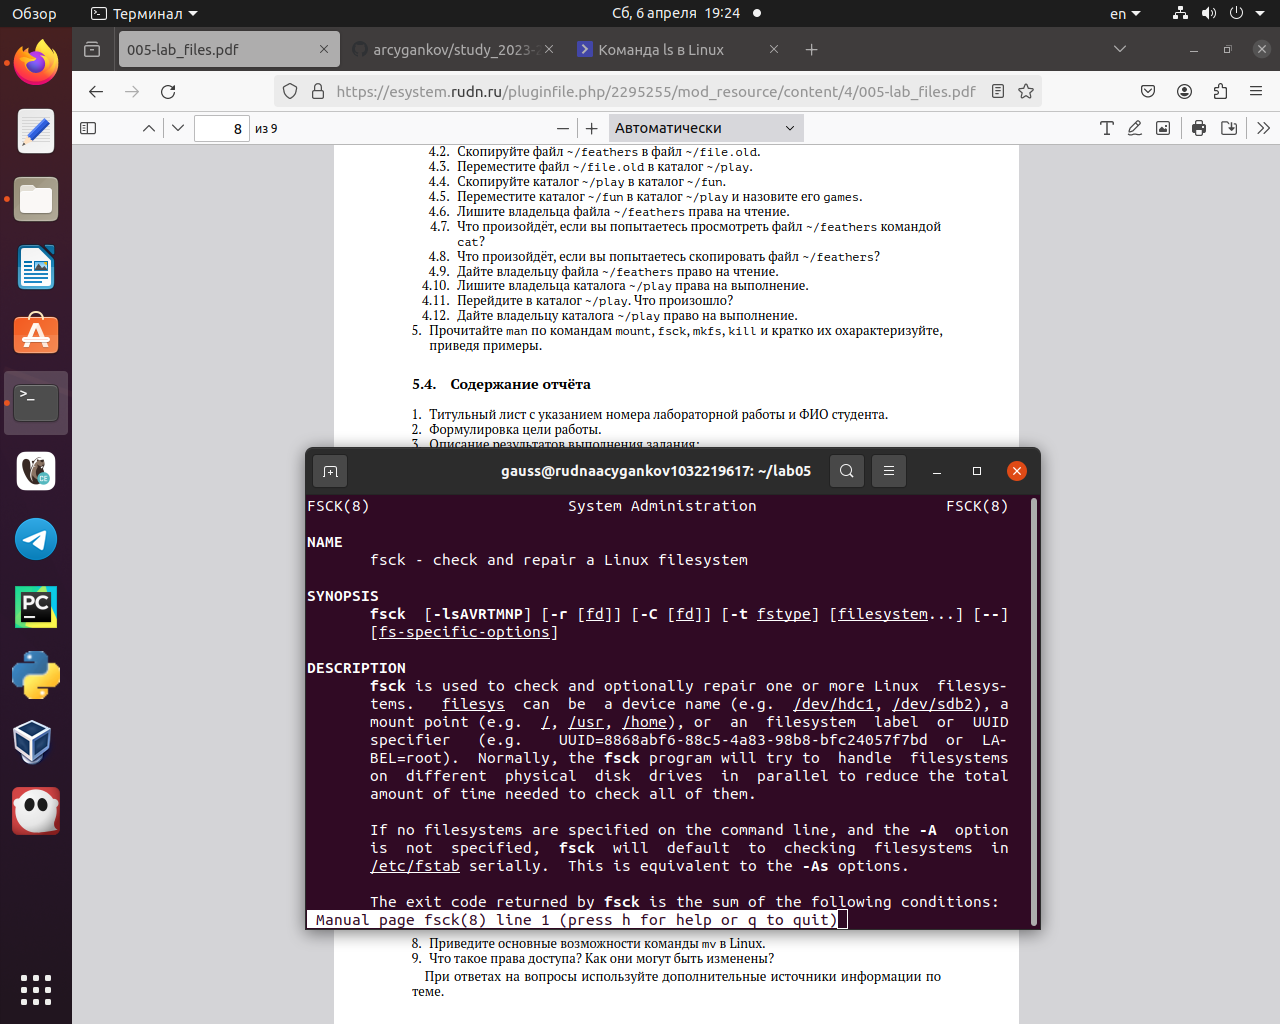 Обзор
Терминал
Сб, 6 апреля 19:24
en
005-lab_files.pdf
arcygankov/study_2023-2
Команда ls в Linux
https://esystem.rudn.ru/pluginfile.php/2295255/mod_resource/content/4/005-lab_files.pdf
8
из 9
Автоматически
4.2. Скопируйте файл ~/feathers в файл ~/file.old.
4.3. Переместите файл ~/file.old в каталог ~/play.
4.4. Скопируйте каталог ~/play в каталог ~/fun.
4.5. Переместите каталог ~/fun в каталог ~/play и назовите его games.
4.6. Лишите владельца файла ~/feathers права на чтение.
4.7. Что произойдёт, если вы попытаетесь просмотреть файл ~/feathers командой
cat?
4.8. Что произойдёт, если вы попытаетесь скопировать файл ~/feathers?
4.9. Дайте владельцу файла ~/feathers право на чтение.
4.10. Лишите владельца каталога ~/play права на выполнение.
4.11. Перейдите в каталог ~/play. Что произошло?
4.12. Дайте владельцу каталога ~/play право на выполнение.
5. Прочитайте man по командам mount, fsck, mkfs, kill и кратко их охарактеризуйте,
приведя примеры.
5.4. Содержание отчёта
1. Титульный лист с указанием номера лабораторной работы и ФИО студента.
2. Формулировка цели работы.
3. Описание результатов выполнения задания:
gauss@rudnaacygankov1032219617: ~/lab05
FSCK(8) System Administration FSCK(8)
NAME
fsck - check and repair a Linux filesystem
SYNOPSIS
fsck [-lsAVRTMNP] [-r [fd]] [-C [fd]] [-t fstype] [filesystem...] [--]
[fs-specific-options]
DESCRIPTION
fsck is used to check and optionally repair one or more Linux filesys-
tems. filesys can be a device name (e.g. /dev/hdc1, /dev/sdb2), a
mount point (e.g. /, /usr, /home), or an filesystem label or UUID
specifier (e.g. UUID=8868abf6-88c5-4a83-98b8-bfc24057f7bd or LA-
BEL=root). Normally, the fsck program will try to handle filesystems
on different physical disk drives in parallel to reduce the total
amount of time needed to check all of them.
If no filesystems are specified on the command line, and the -A option
is not specified, fsck will default to checking filesystems in
/etc/fstab serially. This is equivalent to the -As options.
The exit code returned by fsck is the sum of the following conditions:
Manual page fsck(8) line 1 (press h for help or q to quit)
8. Приведите основные возможности команды mv в Linux.
9. Что такое права доступа? Как они могут быть изменены?
При ответах на вопросы используйте дополнительные источники информации по
теме.